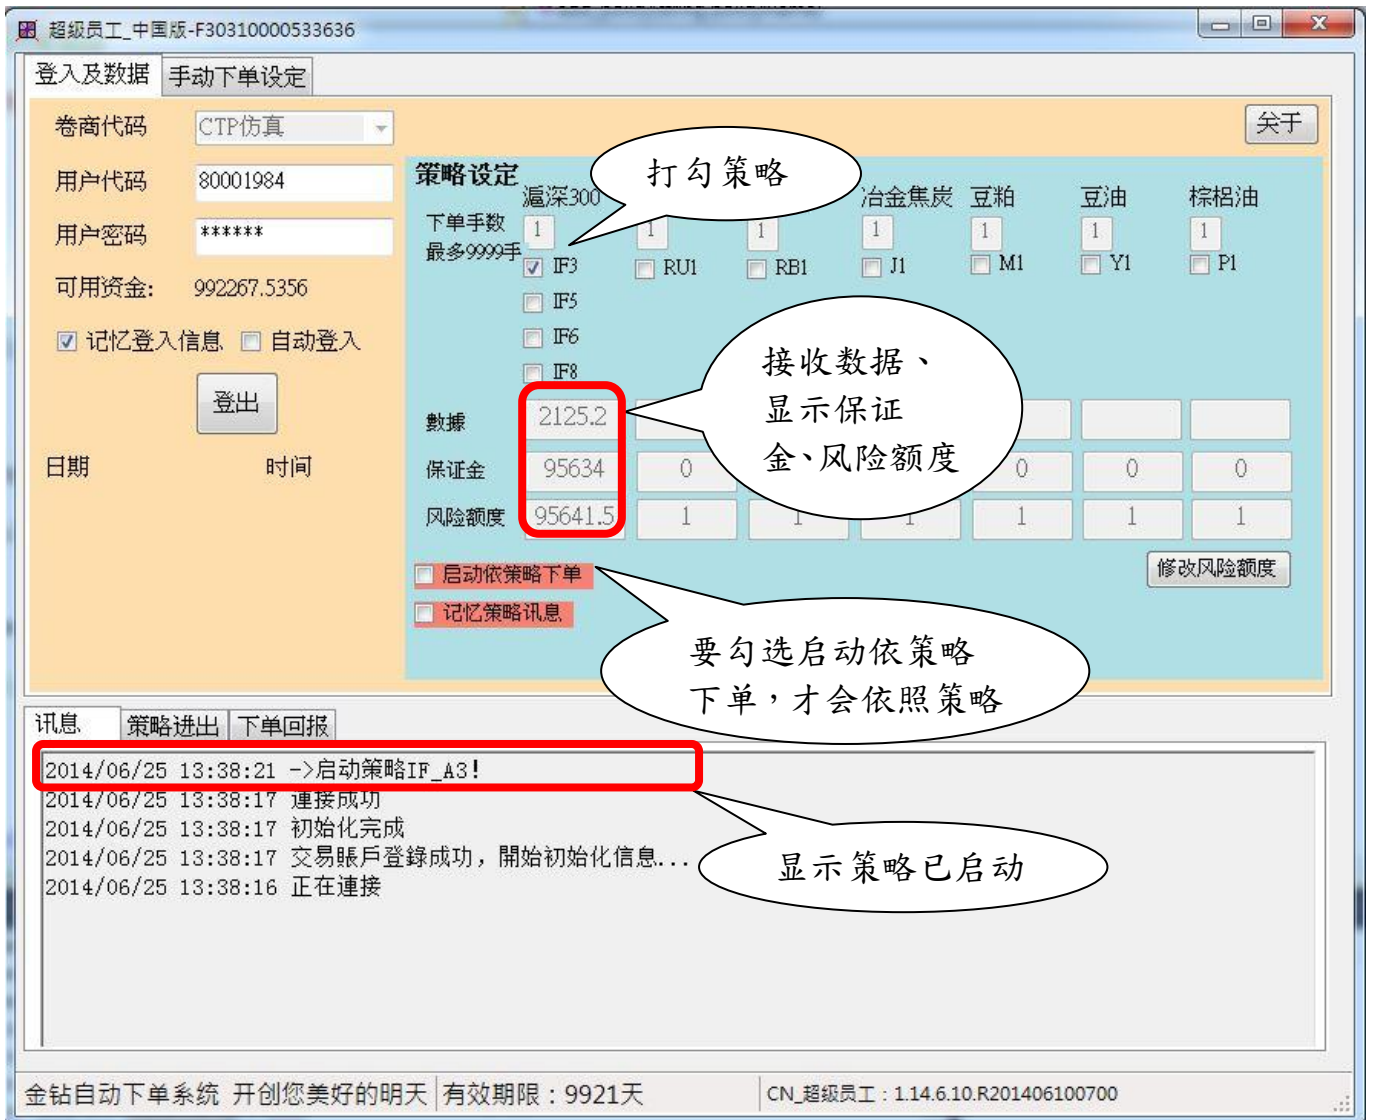 超级员工_中国版-F30310000533636
登入及数据 手动下单设定
卷商代码 CTP仿真
关于
用户代码 80001984
用户密码 ******
可用资金: 992267.5356
记忆登入信息 自动登入
登出
日期 时间
策略设定
打勾策略
滬深300 冶金焦炭 豆粕 豆油 棕榈油
下单手数
最多9999手
1 1 1 1 1 1 1
IF3 RU1 RB1 J1 M1 Y1 P1
IF5
IF6
IF8
接收数据、
显示保证
金、风险额度
數據 2125.2
保证金 95634 0 0 0 0
风险额度 95641.5 1 1 1 1 1 1
启动依策略下单
修改风险额度
记忆策略讯息
要勾选启动依策略
下单，才会依照策略
讯息 策略进出 下单回报
2014/06/25 13:38:21 ->启动策略IF_A3!
2014/06/25 13:38:17 連接成功
2014/06/25 13:38:17 初始化完成
2014/06/25 13:38:17 交易賬戶登錄成功，開始初始化信息...
2014/06/25 13:38:16 正在連接
显示策略已启动
金钻自动下单系统 开创您美好的明天 有效期限：9921天 CN_超级员工：1.14.6.10.R201406100700